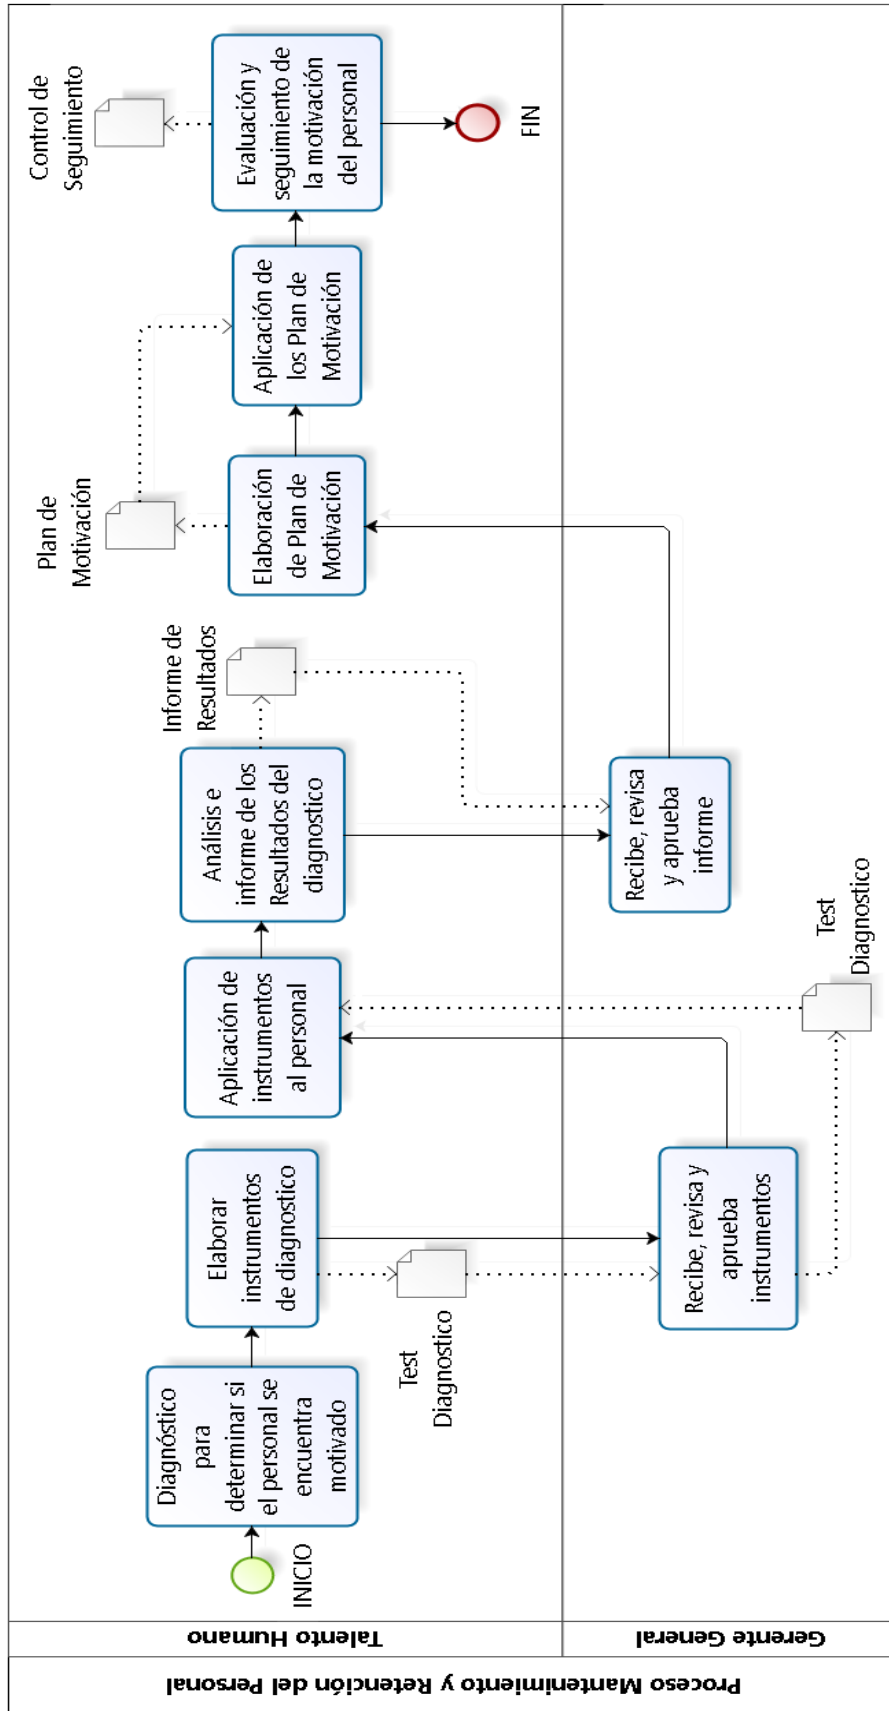 Proceso Mantenimiento y Retención del Personal
Talento Humano
INICIO
Diagnóstico
para
determinar si
el personal se
encuentra
motivado
Elaborar
instrumentos
de diagnostico
Test
Diagnostico
Aplicación de
instrumentos
al personal
Análisis e
informe de los
Resultados del
diagnostico
Informe de
Resultados
Elaboración
de Plan de
Motivación
Plan de
Motivación
Aplicación de
los Plan de
Motivación
Evaluación y
seguimiento de
la motivación
del personal
Control de
Seguimiento
FIN
Gerente General
Recibe, revisa y
aprueba
instrumentos
Test
Diagnostico
Recibe, revisa
y aprueba
informe